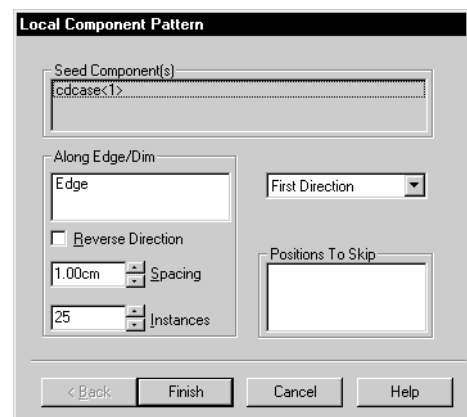 Local Component Pattern
Seed Component(s)
cdcase<1>
Along Edge/Dim
Edge
First Direction
Reverse Direction
Positions To Skip
1.00cm Spacing
25 Instances
< Back Finish Cancel Help